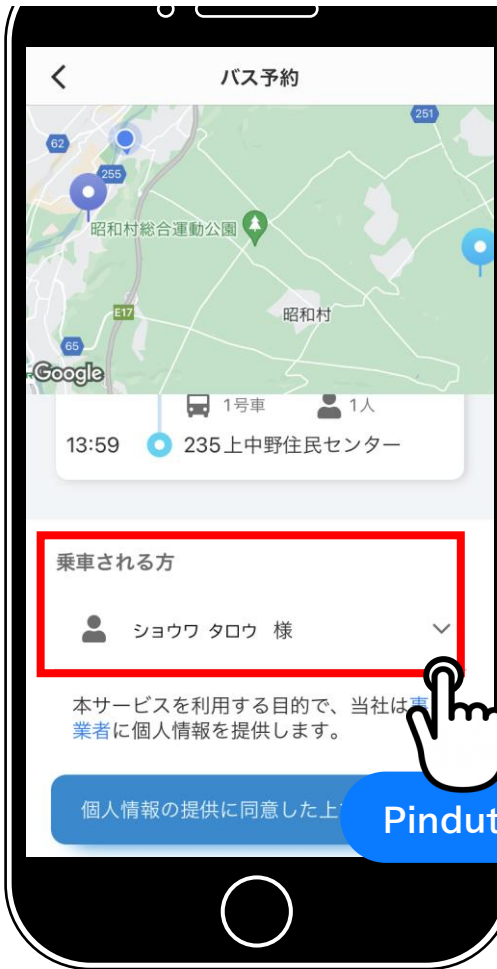 バス予約
251
62
255
昭和村総合運動公園
E17
昭和村
65
Google
1号車 1人
13:59 235上中野住民センター
乗車される方
ショウワ タロウ 様
本サービスを利用する目的で、当社は事
業者に個人情報を提供します。
個人情報の提供に同意した上
Pindut